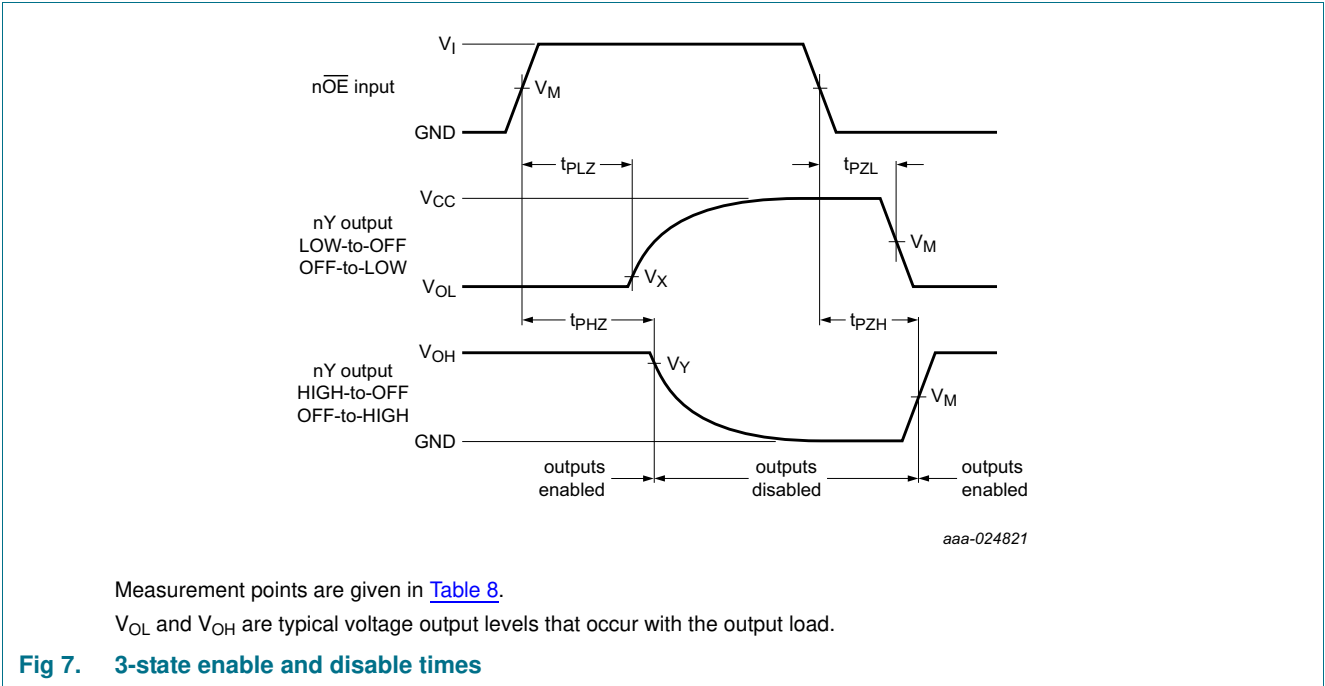 V_I
nOE̅ input
V_M
GND
t_PLZ
t_PZL
V_CC
nY output
LOW-to-OFF
OFF-to-LOW
V_M
V_X
V_OL
t_PHZ
t_PZH
V_OH
nY output
HIGH-to-OFF
OFF-to-HIGH
V_Y
V_M
GND
outputs
enabled
outputs
disabled
outputs
enabled
aaa-024821
Measurement points are given in Table 8.
V_OL and V_OH are typical voltage output levels that occur with the output load.
Fig 7. 3-state enable and disable times